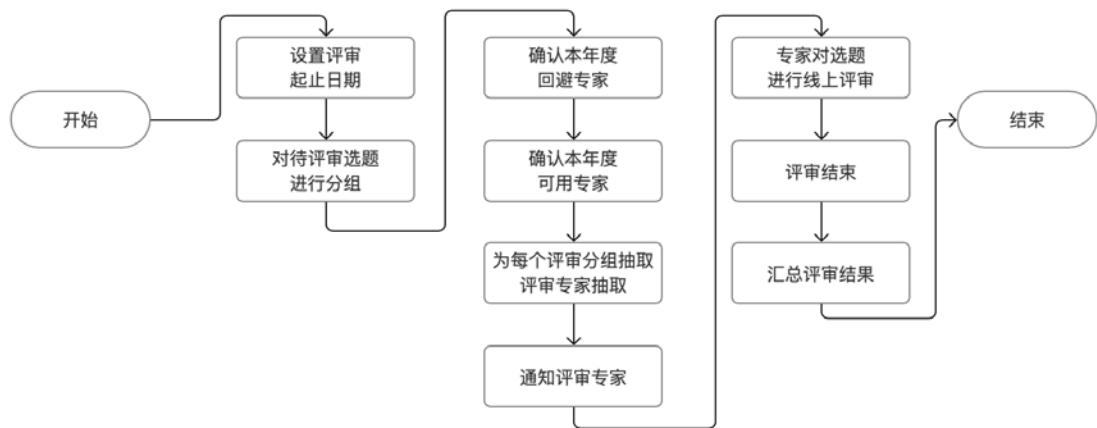 开始
设置评审
起止日期
对待评审选题
进行分组
确认本年度
回避专家
确认本年度
可用专家
为每个评审分组抽取
评审专家抽取
通知评审专家
专家对选题
进行线上评审
评审结束
汇总评审结果
结束